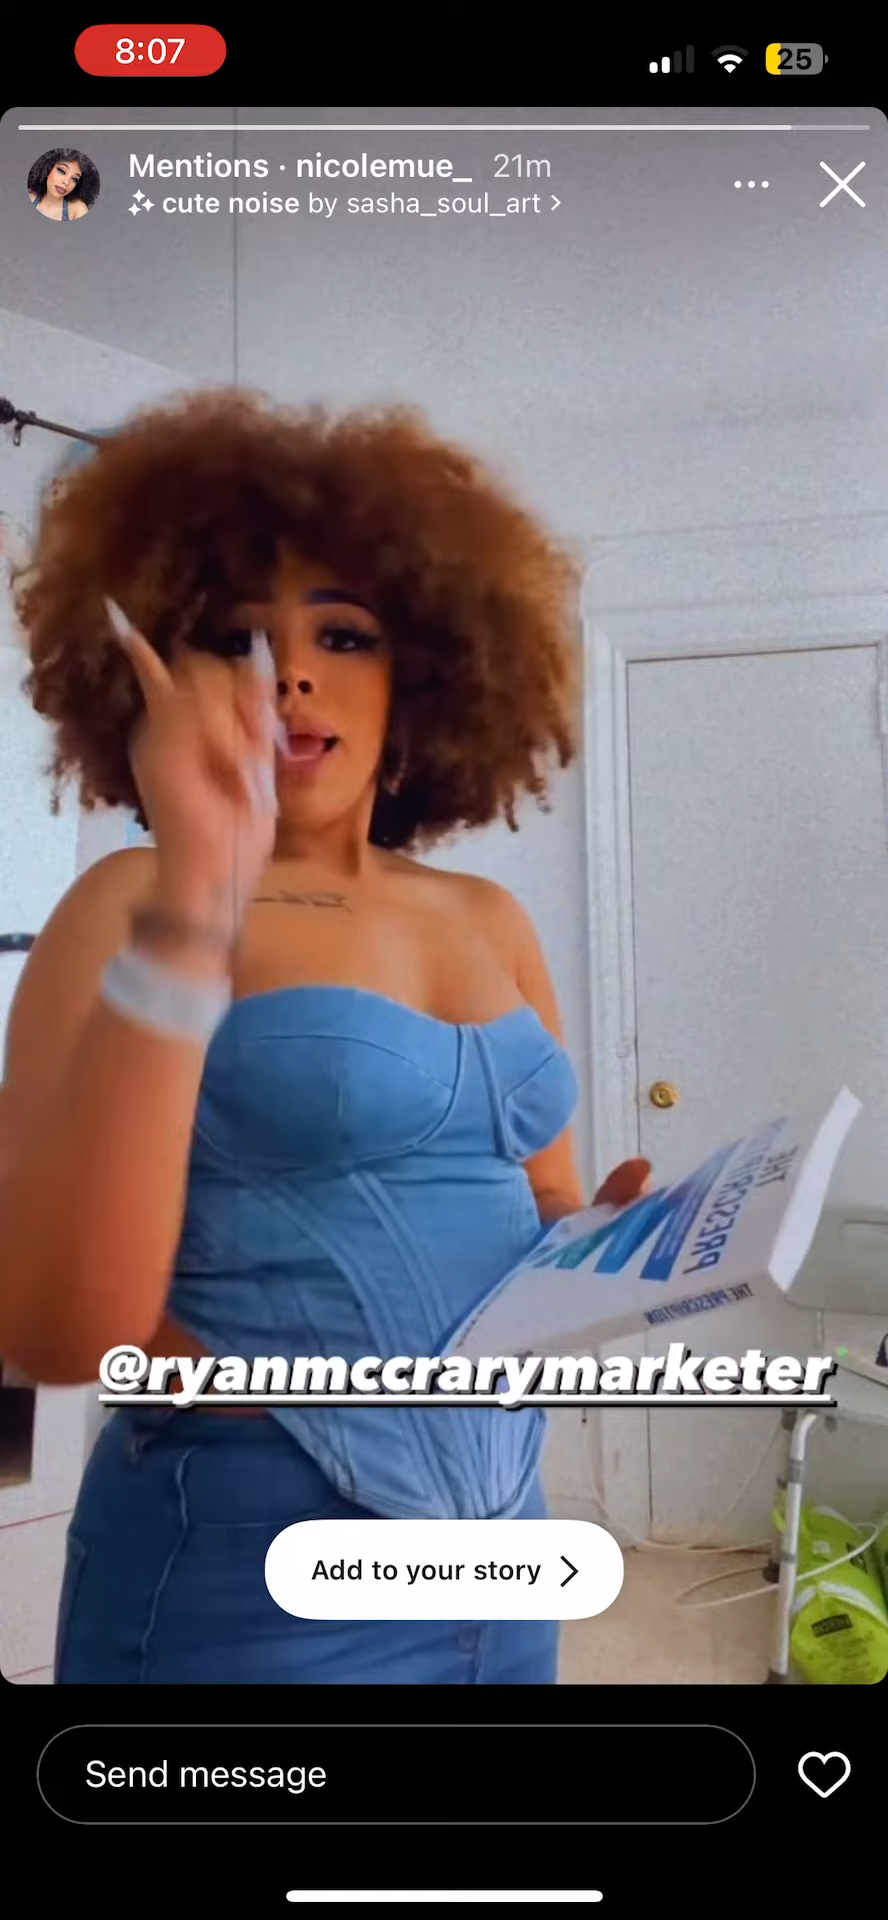 8:07
25
Mentions · nicolemue_ 21m
cute noise by sasha_soul_art >
THE
PRESCRIPTION
THE PRESCRIPTION
@ryanmccrarymarketer
Add to your story >
Send message